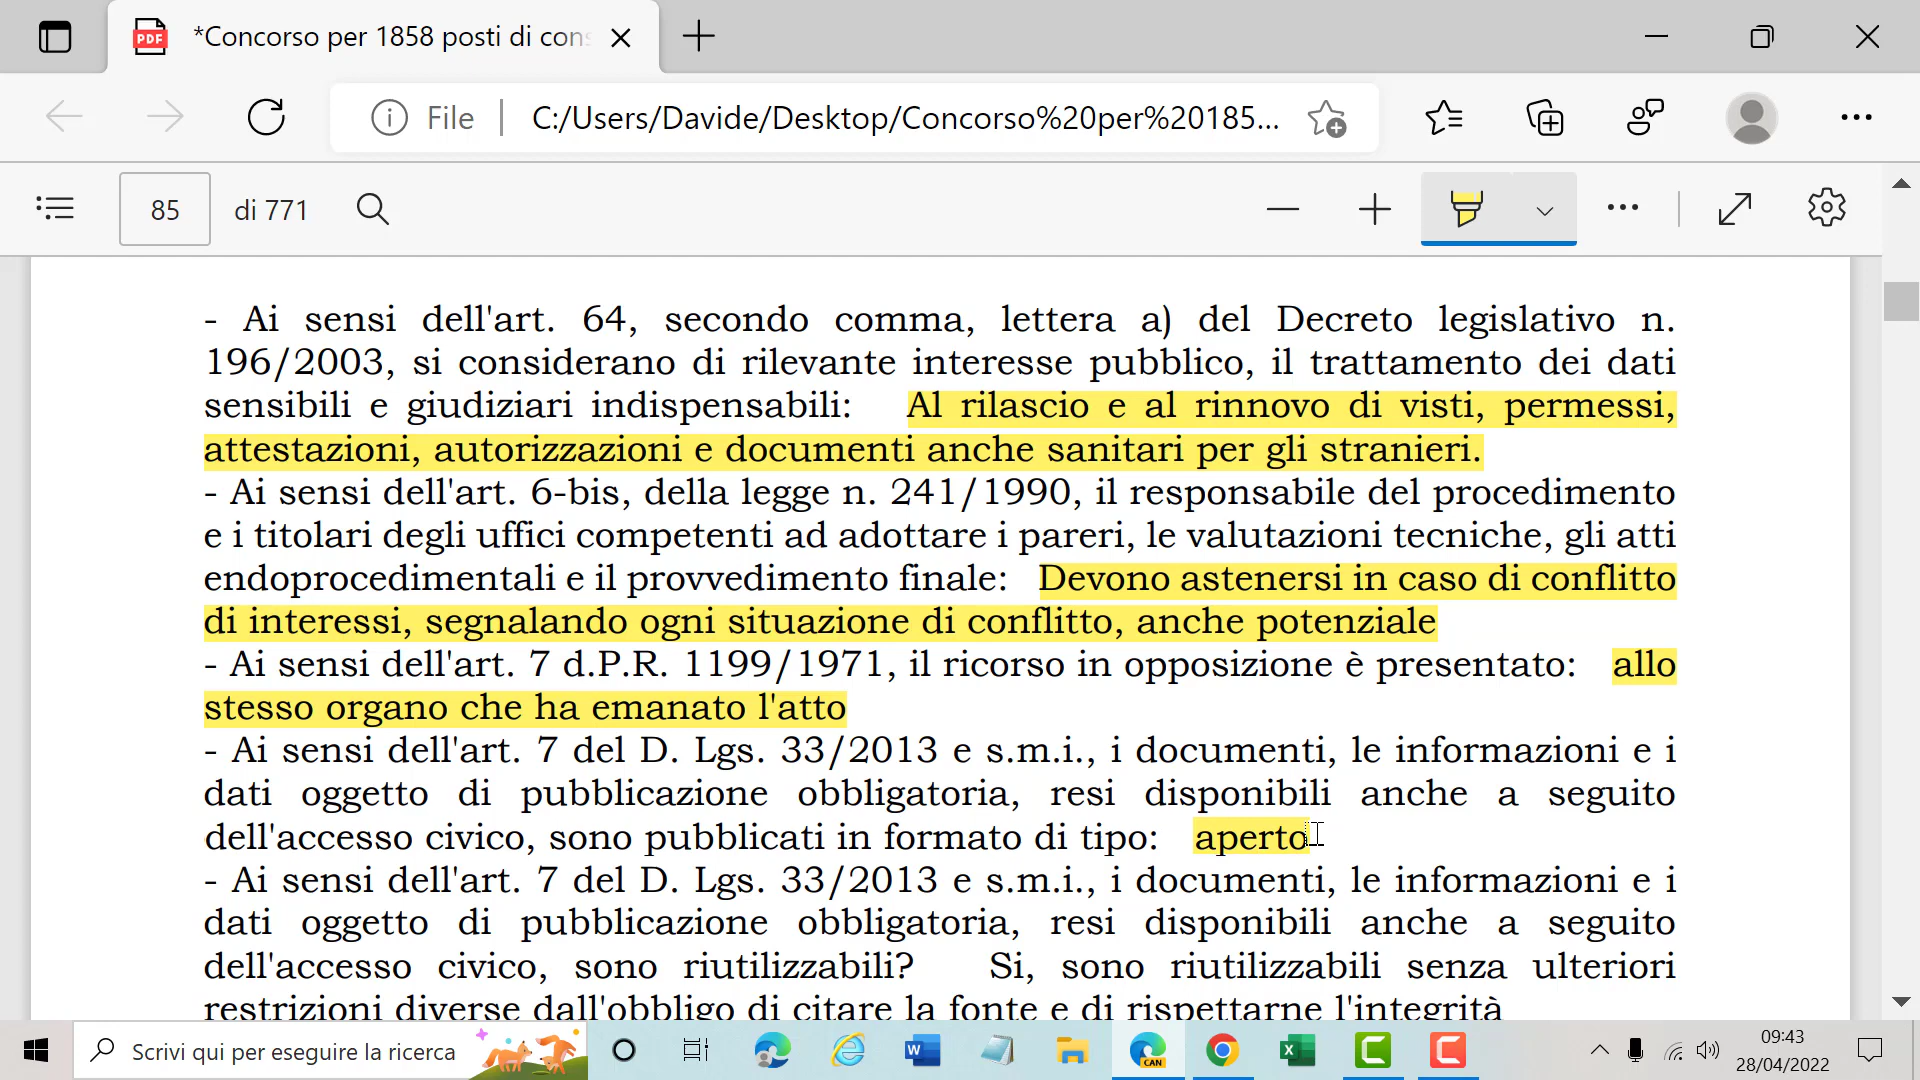 *Concorso per 1858 posti di con
File
C:/Users/Davide/Desktop/Concorso%20per%20185...
85
di 771
- Ai sensi dell'art. 64, secondo comma, lettera a) del Decreto legislativo n.
196/2003, si considerano di rilevante interesse pubblico, il trattamento dei dati
sensibili e giudiziari indispensabili: Al rilascio e al rinnovo di visti, permessi,
attestazioni, autorizzazioni e documenti anche sanitari per gli stranieri.
- Ai sensi dell'art. 6-bis, della legge n. 241/1990, il responsabile del procedimento
e i titolari degli uffici competenti ad adottare i pareri, le valutazioni tecniche, gli atti
endoprocedimentali e il provvedimento finale: Devono astenersi in caso di conflitto
di interessi, segnalando ogni situazione di conflitto, anche potenziale
- Ai sensi dell'art. 7 d.P.R. 1199/1971, il ricorso in opposizione è presentato: allo
stesso organo che ha emanato l'atto
- Ai sensi dell'art. 7 del D. Lgs. 33/2013 e s.m.i., i documenti, le informazioni e i
dati oggetto di pubblicazione obbligatoria, resi disponibili anche a seguito
dell'accesso civico, sono pubblicati in formato di tipo: aperto
- Ai sensi dell'art. 7 del D. Lgs. 33/2013 e s.m.i., i documenti, le informazioni e i
dati oggetto di pubblicazione obbligatoria, resi disponibili anche a seguito
dell'accesso civico, sono riutilizzabili? Si, sono riutilizzabili senza ulteriori
restrizioni diverse dall'obbligo di citare la fonte e di rispettarne l'integrità
Scrivi qui per eseguire la ricerca
CAN
09:43
28/04/2022